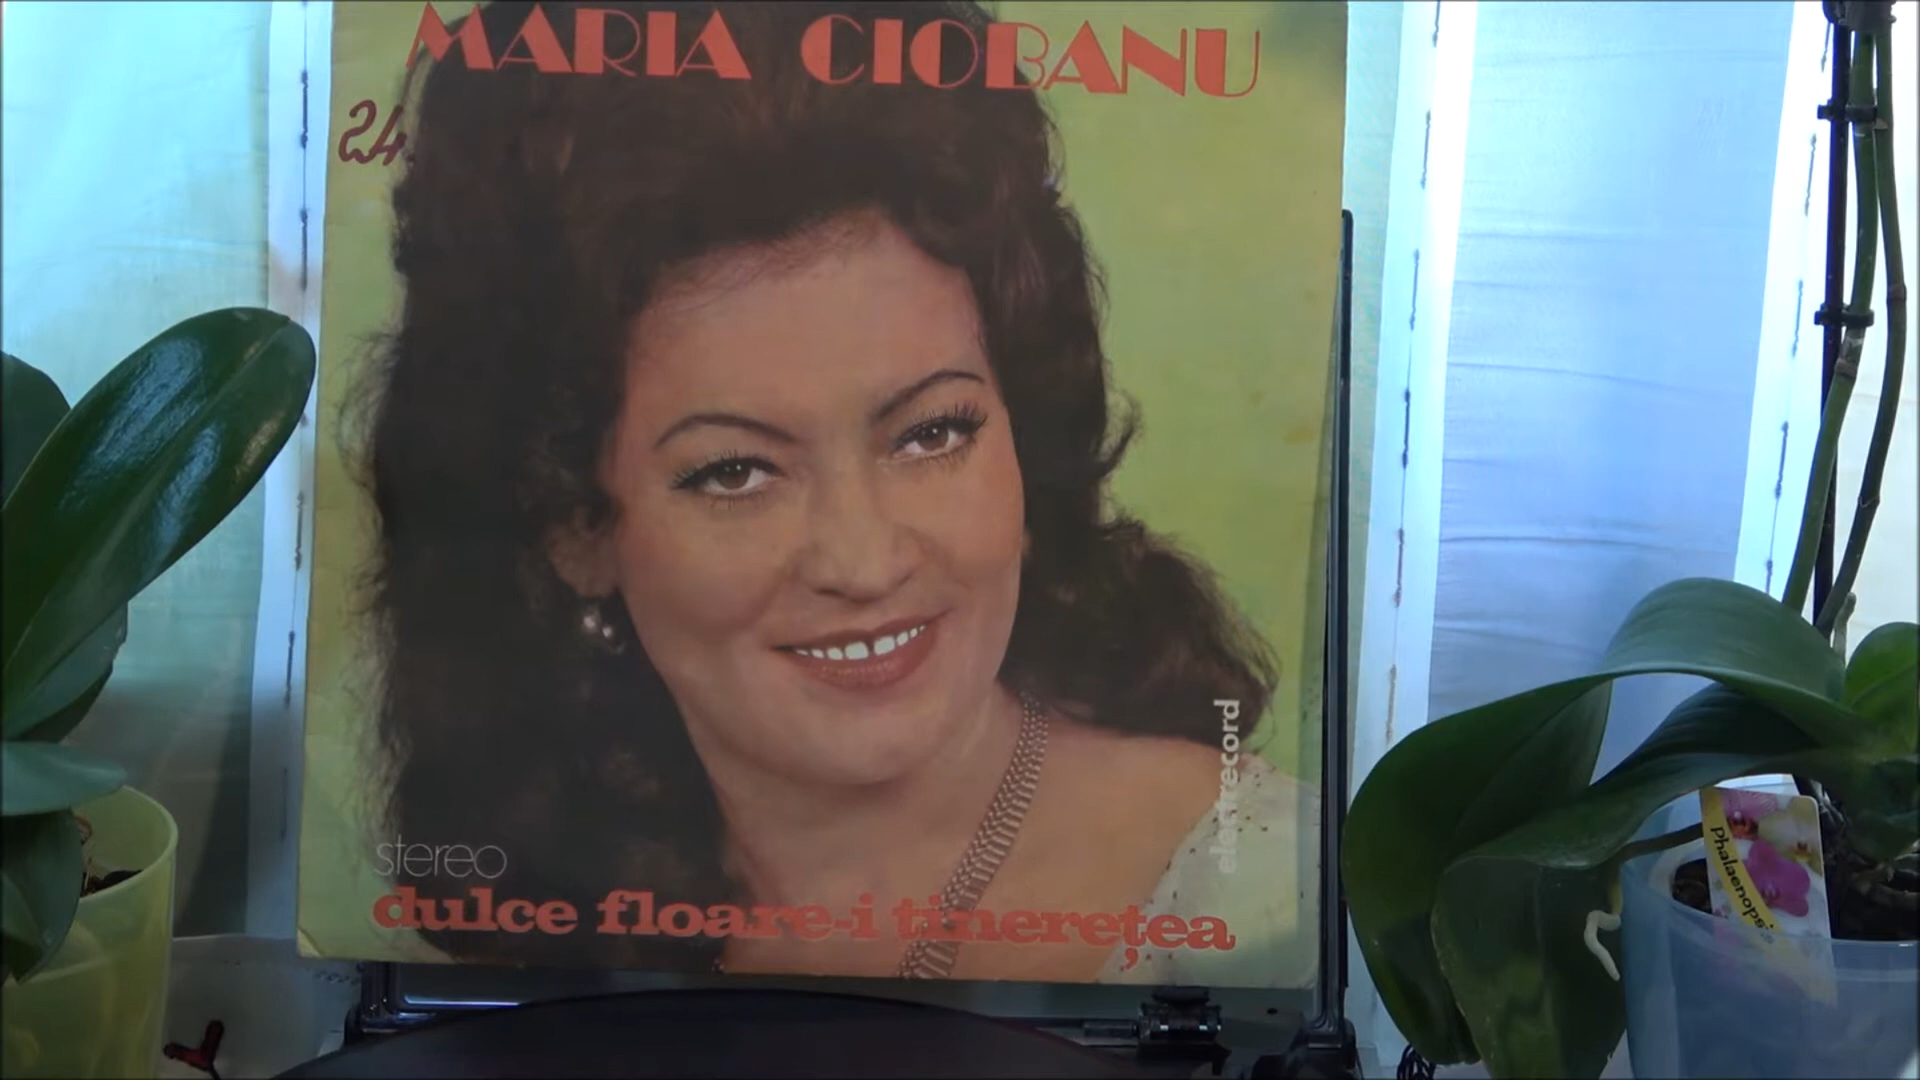 MARIA CIOBANU
24.
electrecord
stereo
dulce floare-i tinerețea
Phalaenopsis